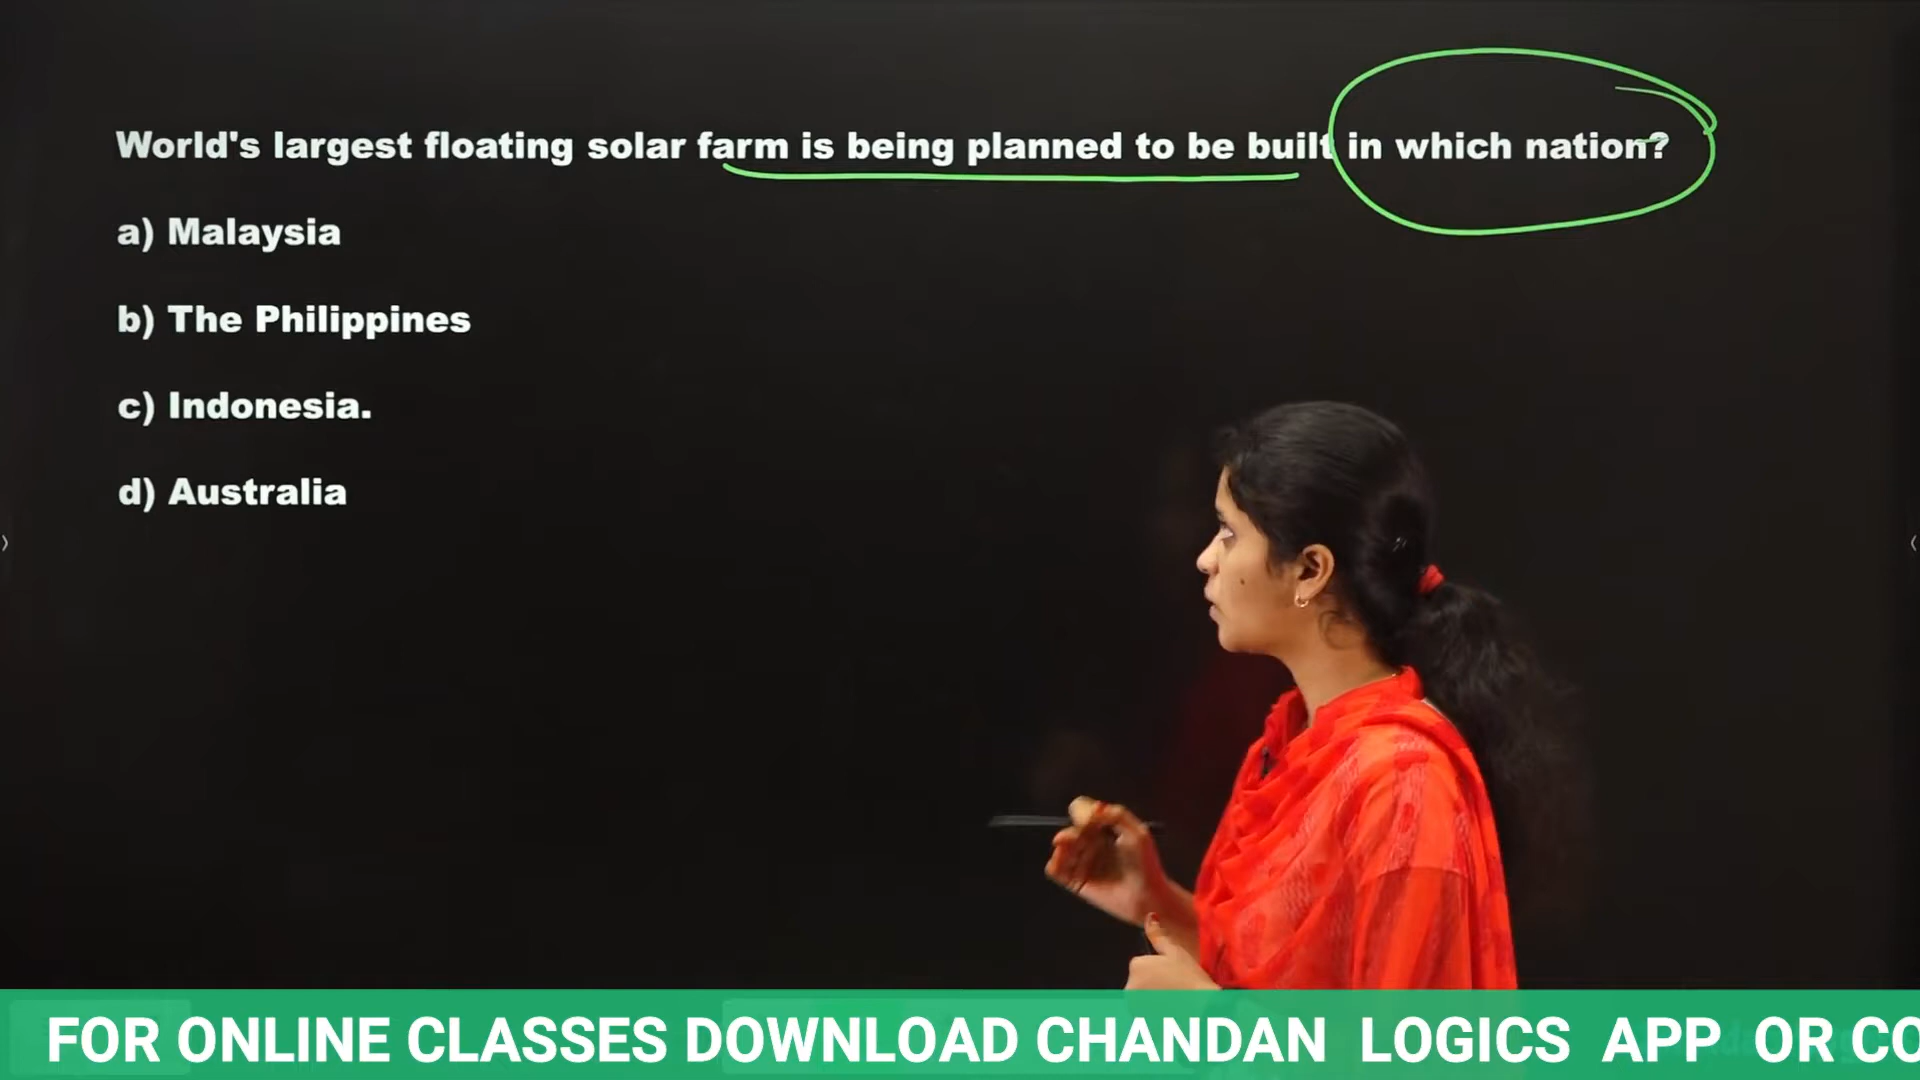 World's largest floating solar farm is being planned to be built in which nation?
a) Malaysia
b) The Philippines
c) Indonesia.
d) Australia
FOR ONLINE CLASSES DOWNLOAD CHANDAN LOGICS APP OR CO